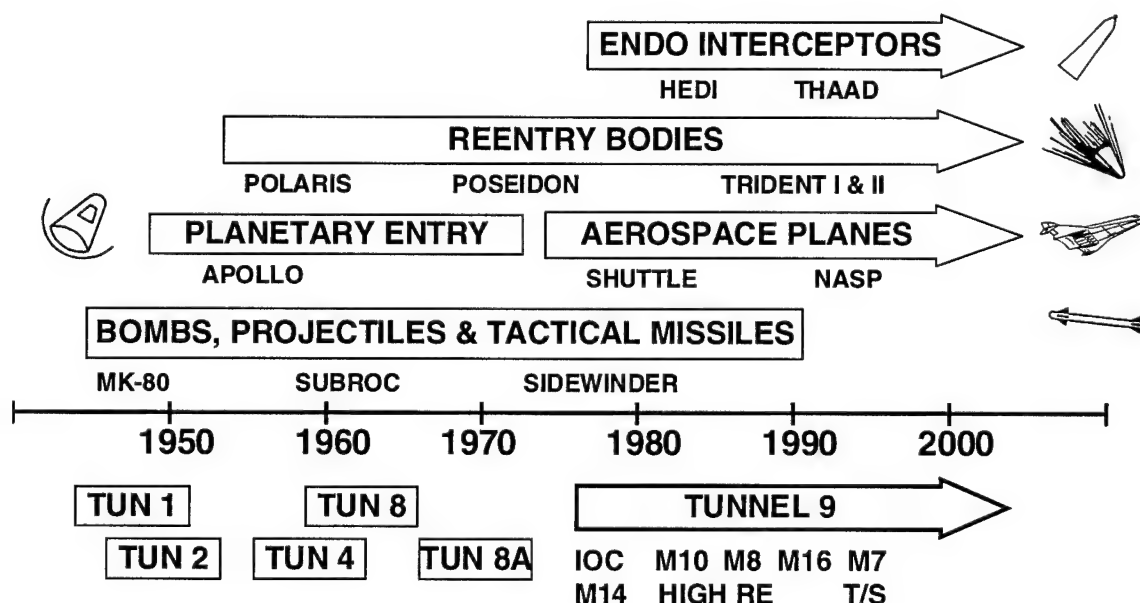 ENDO INTERCEPTORS
HEDI THAAD
REENTRY BODIES
POLARIS POSEIDON TRIDENT I & II
PLANETARY ENTRY AEROSPACE PLANES
APOLLO SHUTTLE NASP
BOMBS, PROJECTILES & TACTICAL MISSILES
MK-80 SUBROC SIDEWINDER
1950 1960 1970 1980 1990 2000
TUN 1 TUN 8 TUNNEL 9
TUN 2 TUN 4 TUN 8A
IOC M10 M8 M16 M7
M14 HIGH RE T/S